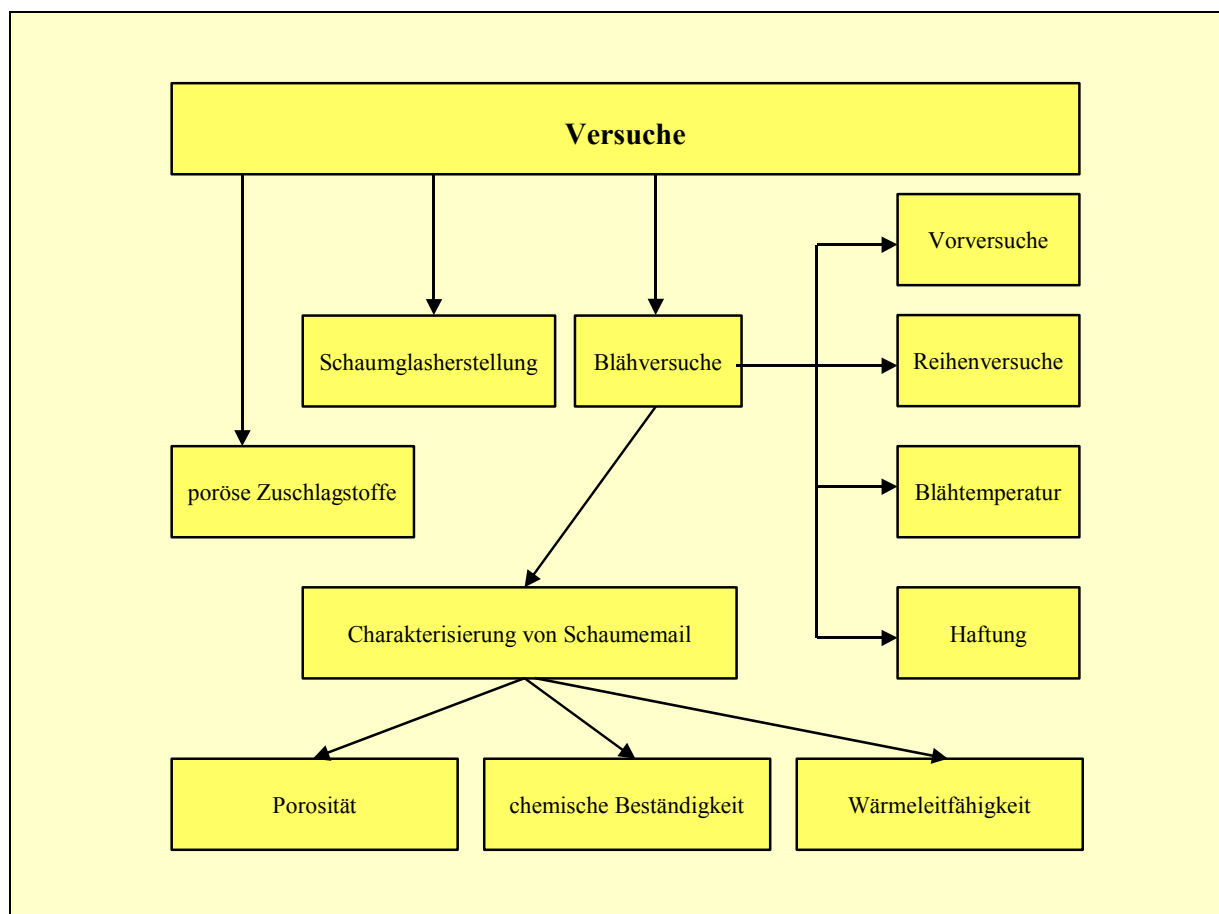 Versuche
Vorversuche
Schaumglasherstellung
Blähversuche
Reihenversuche
poröse Zuschlagstoffe
Blähtemperatur
Charakterisierung von Schaumemail
Haftung
Porosität
chemische Beständigkeit
Wärmeleitfähigkeit